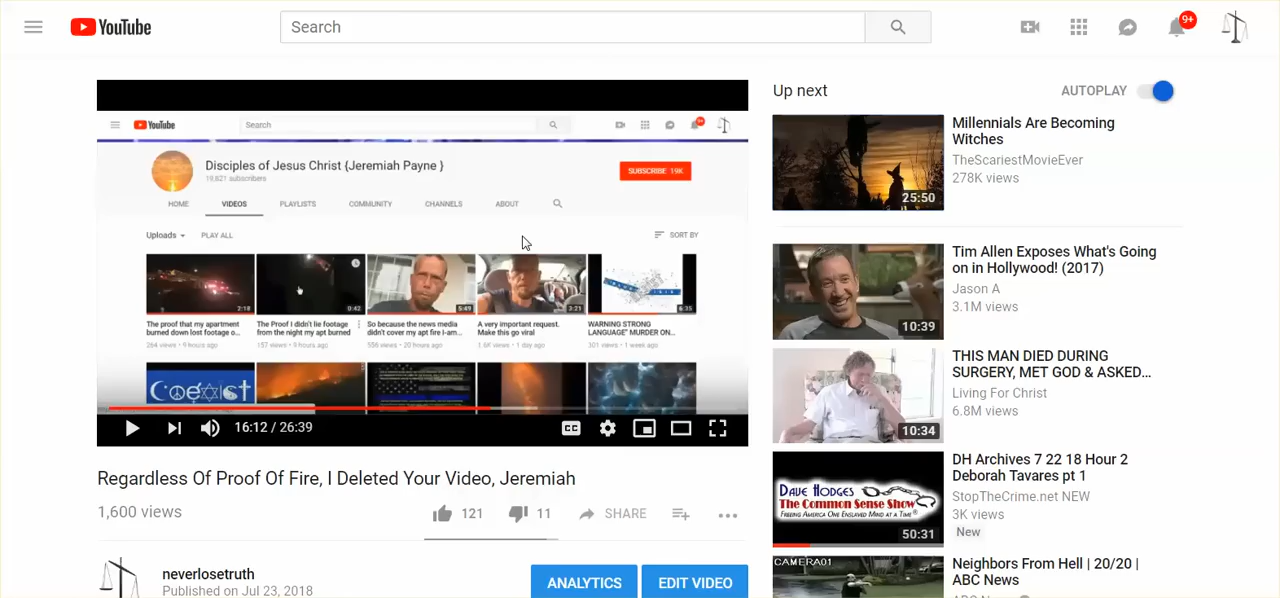 YouTube
Search
9+
YouTube
Search
Disciples of Jesus Christ {Jeremiah Payne }
19,821 subscribers
SUBSCRIBE 19K
HOME
VIDEOS
PLAYLISTS
COMMUNITY
CHANNELS
ABOUT
Uploads
PLAY ALL
SORT BY
2:18
0:42
5:49
3:21
6:35
The proof that my apartment
burned down lost footage o...
264 views • 9 hours ago
The Proof I didn't lie footage
from the night my apt burned
157 views • 9 hours ago
So because the news media
didn't cover my apt fire I-am...
556 views • 20 hours ago
A very important request.
Make this go viral
1.6K views • 1 day ago
WARNING STRONG
LANGUAGE" MURDER ON...
301 views • 1 week ago
COEXIST
16:12 / 26:39
CC
Regardless Of Proof Of Fire, I Deleted Your Video, Jeremiah
1,600 views
121
11
SHARE
neverlosetruth
Published on Jul 23, 2018
ANALYTICS
EDIT VIDEO
Up next
AUTOPLAY
25:50
Millennials Are Becoming
Witches
TheScariestMovieEver
278K views
10:39
Tim Allen Exposes What's Going
on in Hollywood! (2017)
Jason A
3.1M views
10:34
THIS MAN DIED DURING
SURGERY, MET GOD & ASKED...
Living For Christ
6.8M views
DAVE HODGES
THE COMMON SENSE SHOW
FREEING AMERICA ONE ENSLAVED MIND AT A TIME
50:31
DH Archives 7 22 18 Hour 2
Deborah Tavares pt 1
StopTheCrime.net NEW
3K views
New
CAMERA01
Neighbors From Hell | 20/20 |
ABC News